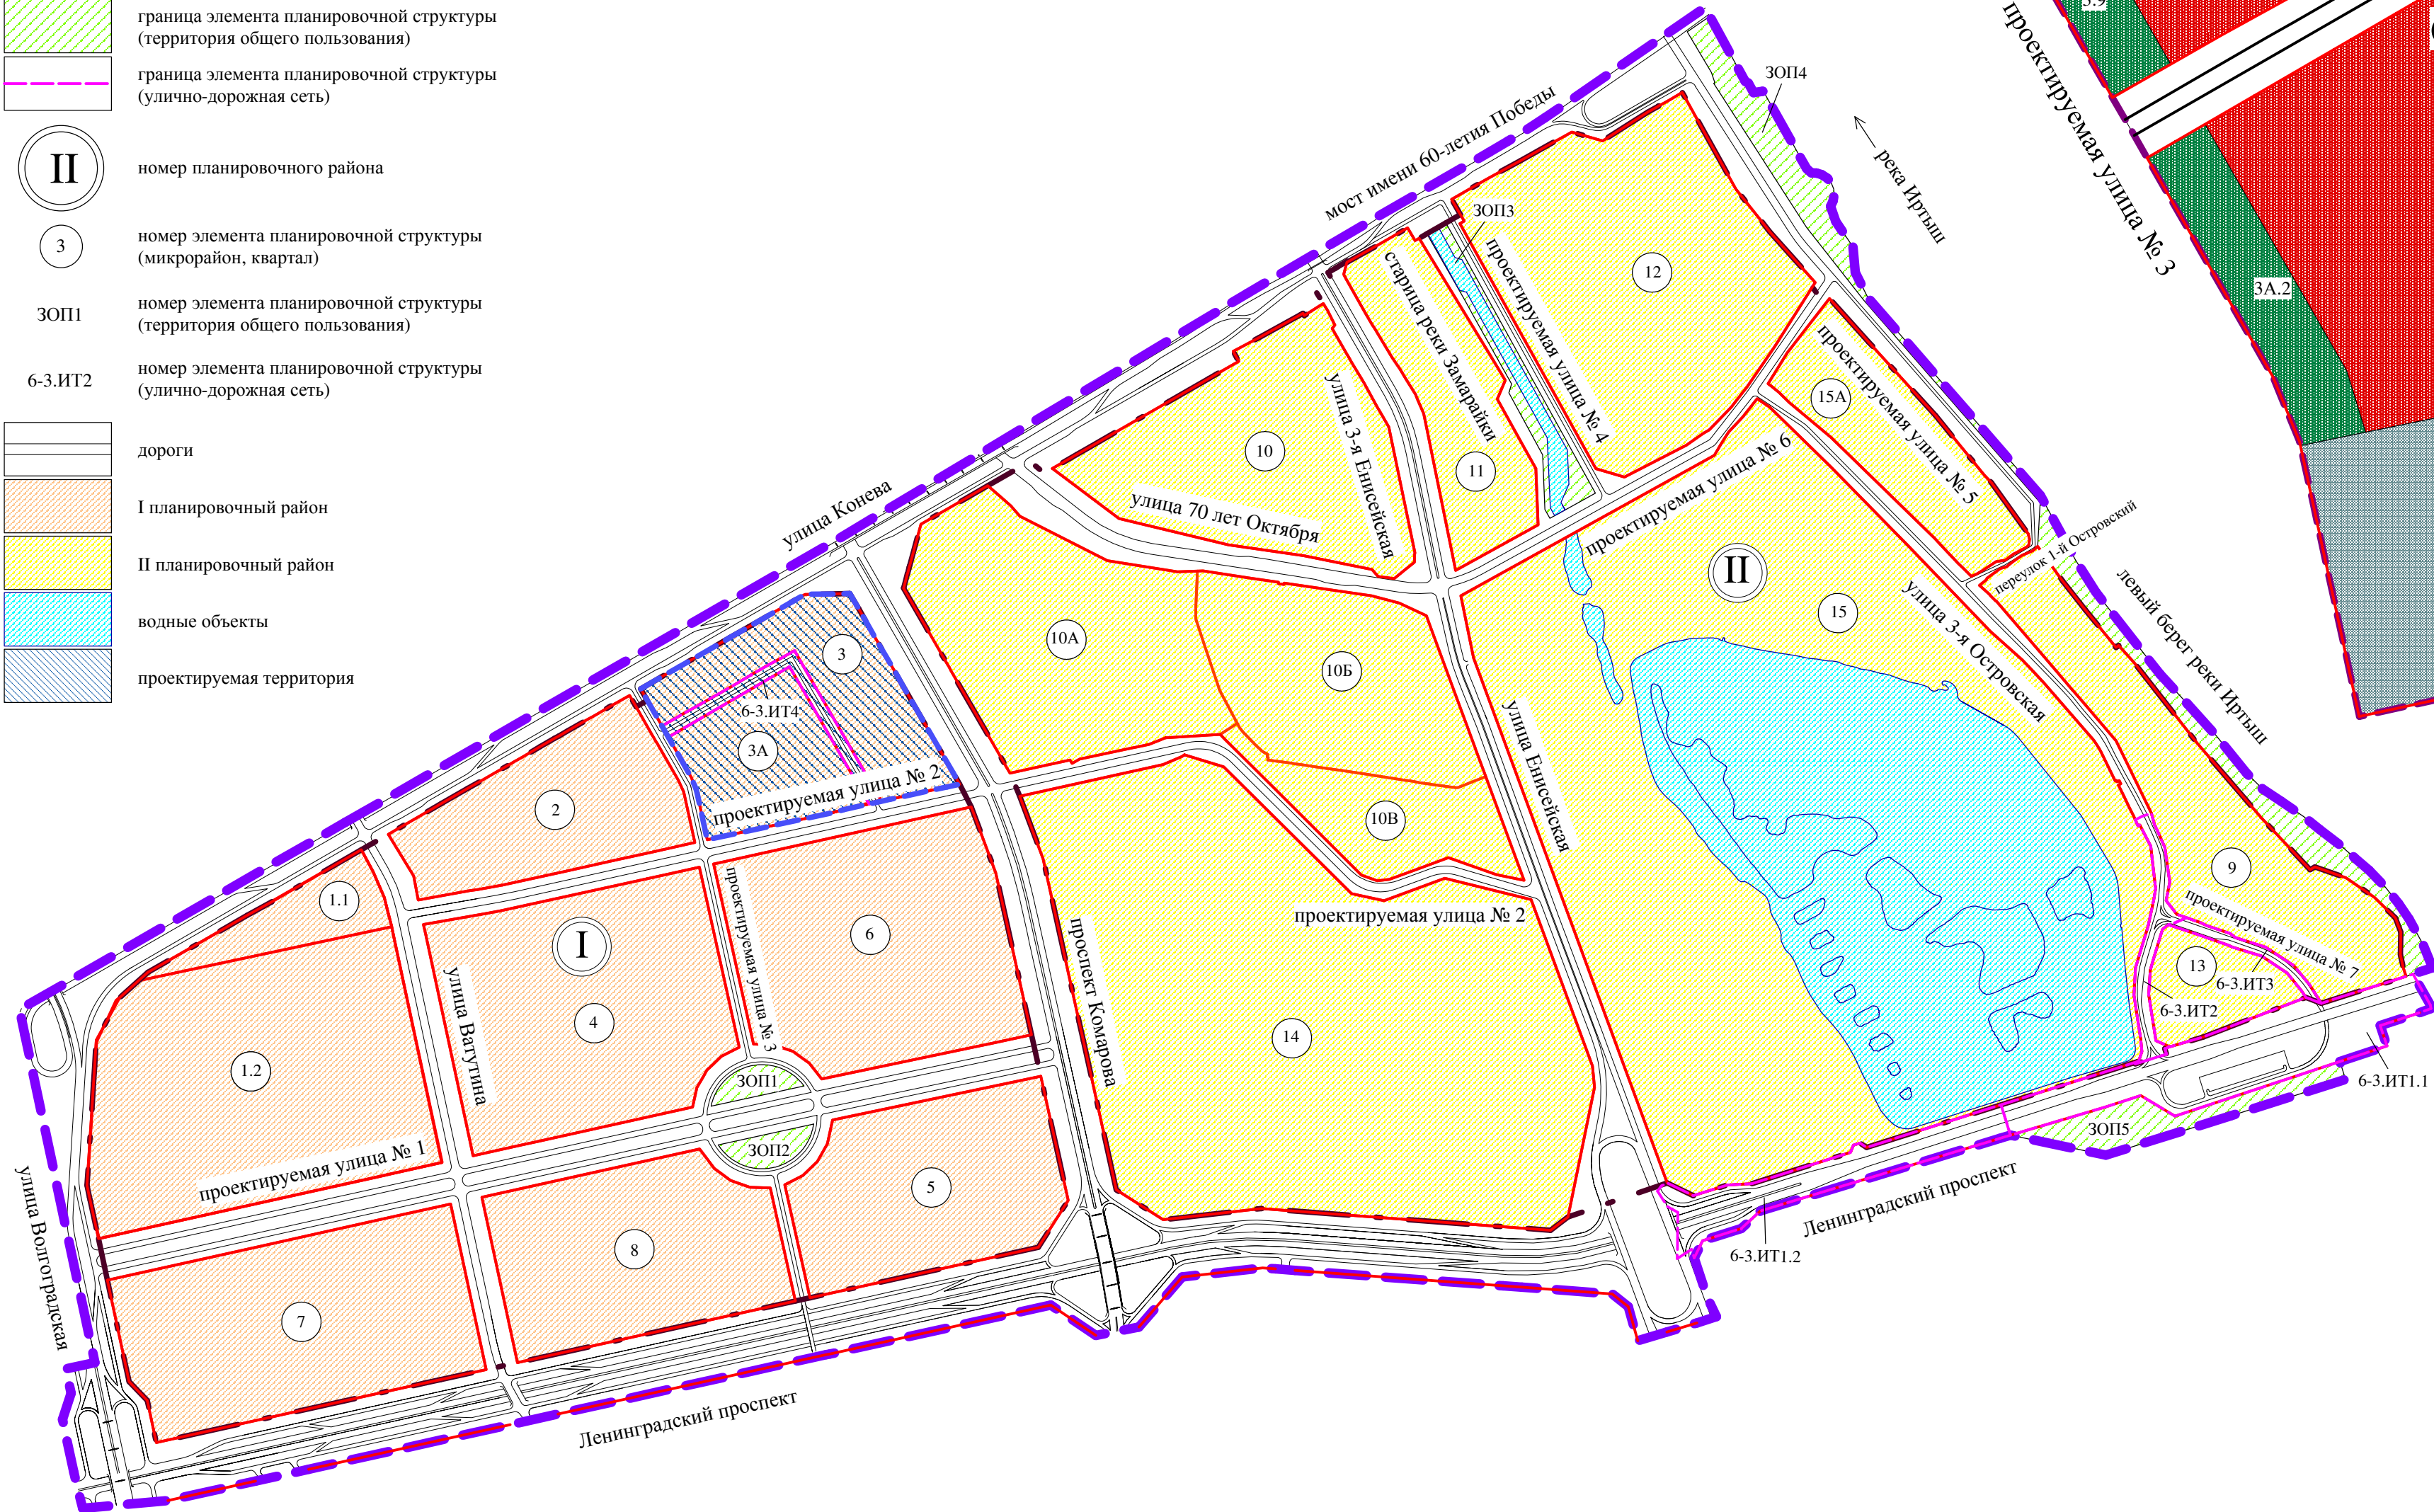 граница элемента планировочной структуры
(территория общего пользования)
граница элемента планировочной структуры
(улично-дорожная сеть)
II
номер планировочного района
3
номер элемента планировочной структуры
(микрорайон, квартал)
ЗОП1
номер элемента планировочной структуры
(территория общего пользования)
6-3.ИТ2
номер элемента планировочной структуры
(улично-дорожная сеть)
дороги
I планировочный район
II планировочный район
водные объекты
проектируемая территория
3.9
проектируемая улица № 3
3А.2
ЗОП4
река Иртыш
мост имени 60-летия Победы
ЗОП3
12
старица реки Замарайки
проектируемая улица № 4
15А
проектируемая улица № 5
10
улица 3-я Енисейская
11
улица 70 лет Октября
проектируемая улица № 6
улица Конева
переулок 1-й Островский
левый берег реки Иртыш
II
15
улица 3-я Островская
3
10А
10Б
6-3.ИТ4
3А
проектируемая улица № 2
улица Енисейская
2
10В
9
1.1
проектируемая улица № 3
6
проектируемая улица № 2
проектируемая улица № 7
I
13
6-3.ИТ3
6-3.ИТ2
улица Ватутина
4
проспект Комарова
14
1.2
ЗОП1
6-3.ИТ1.1
ЗОП5
ЗОП2
проектируемая улица № 1
5
Ленинградский проспект
6-3.ИТ1.2
улица Волгоградская
8
7
Ленинградский проспект